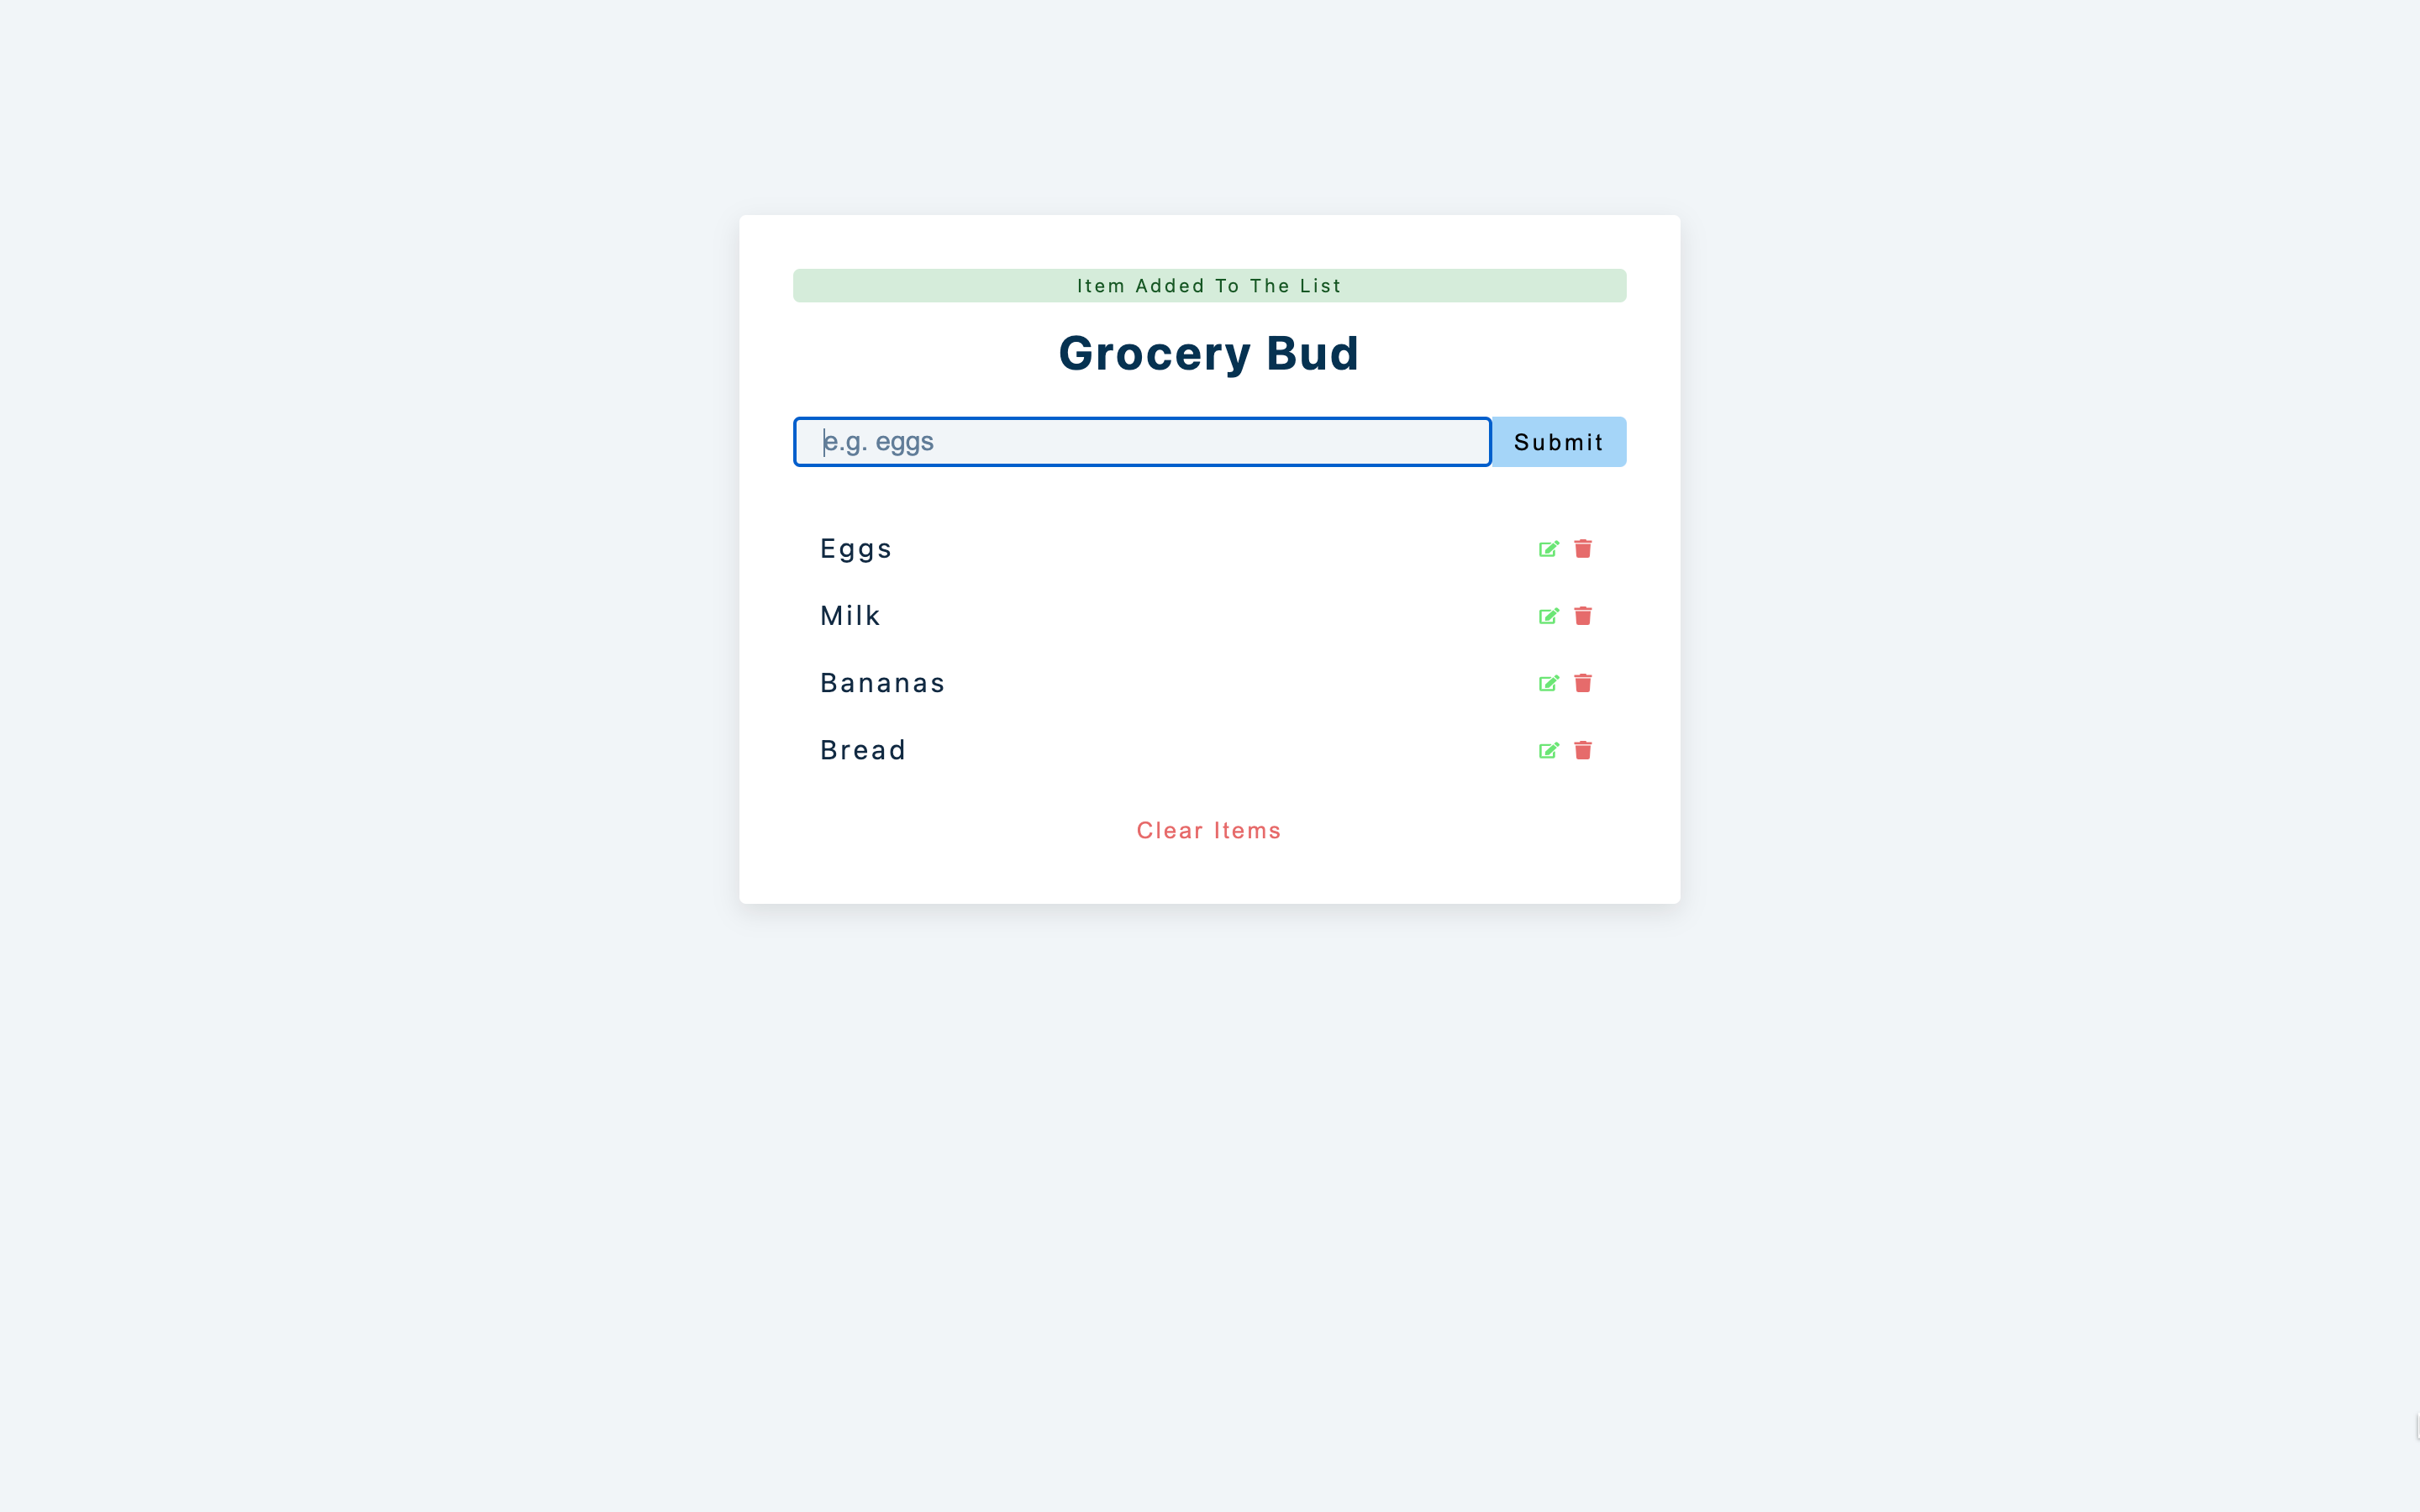 Item Added To The List
Grocery Bud
e.g. eggs
Submit
Eggs
Milk
Bananas
Bread
Clear Items